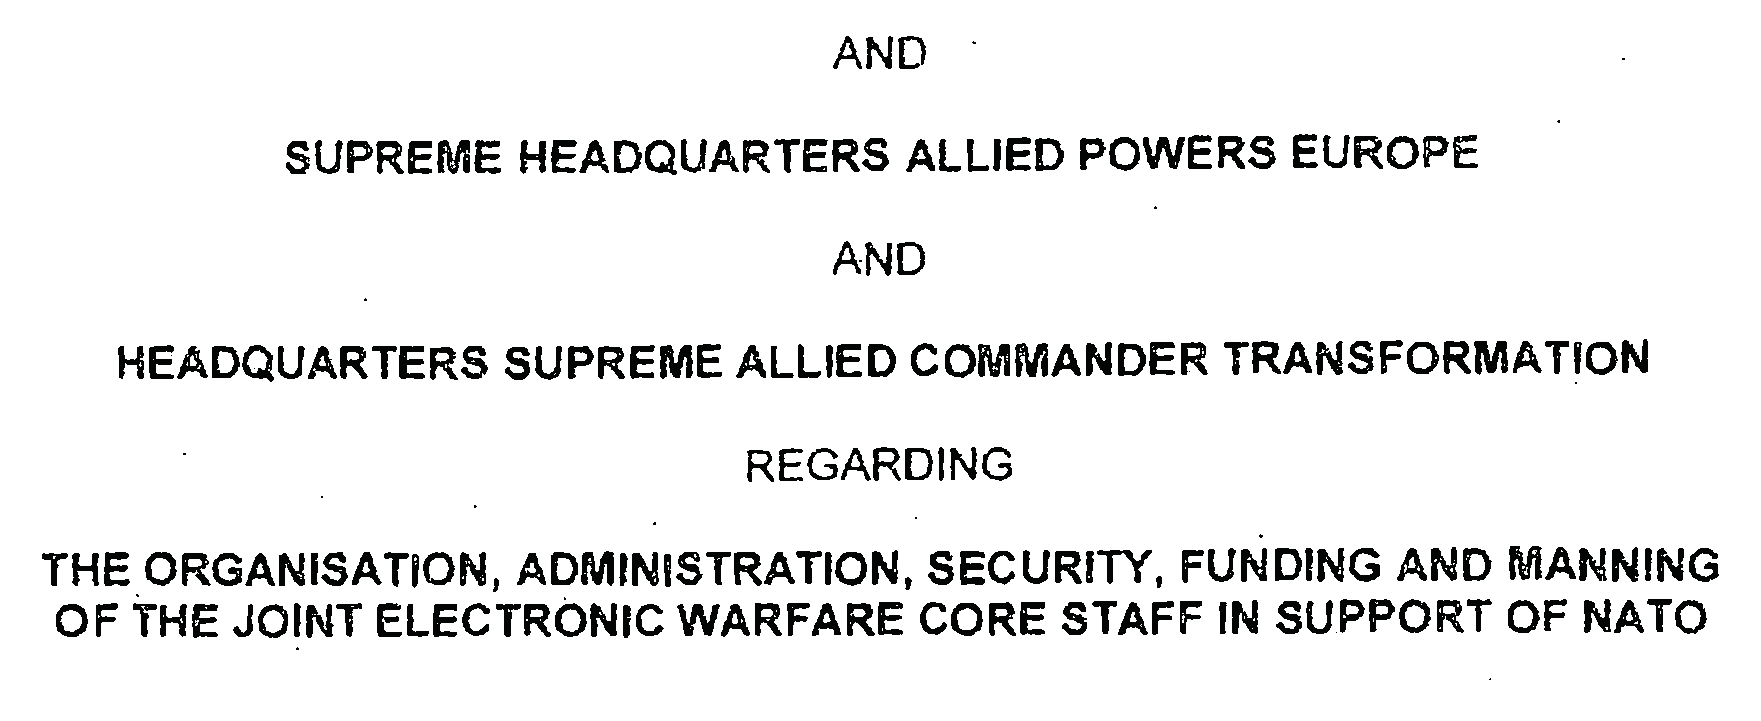 AND
SUPREME HEADQUARTERS ALLIED POWERS EUROPE
AND
HEADQUARTERS SUPREME ALLIED COMMANDER TRANSFORMATION
REGARDING
THE ORGANISATION, ADMINISTRATION, SECURITY, FUNDING AND MANNING
OF THE JOINT ELECTRONIC WARFARE CORE STAFF IN SUPPORT OF NATO